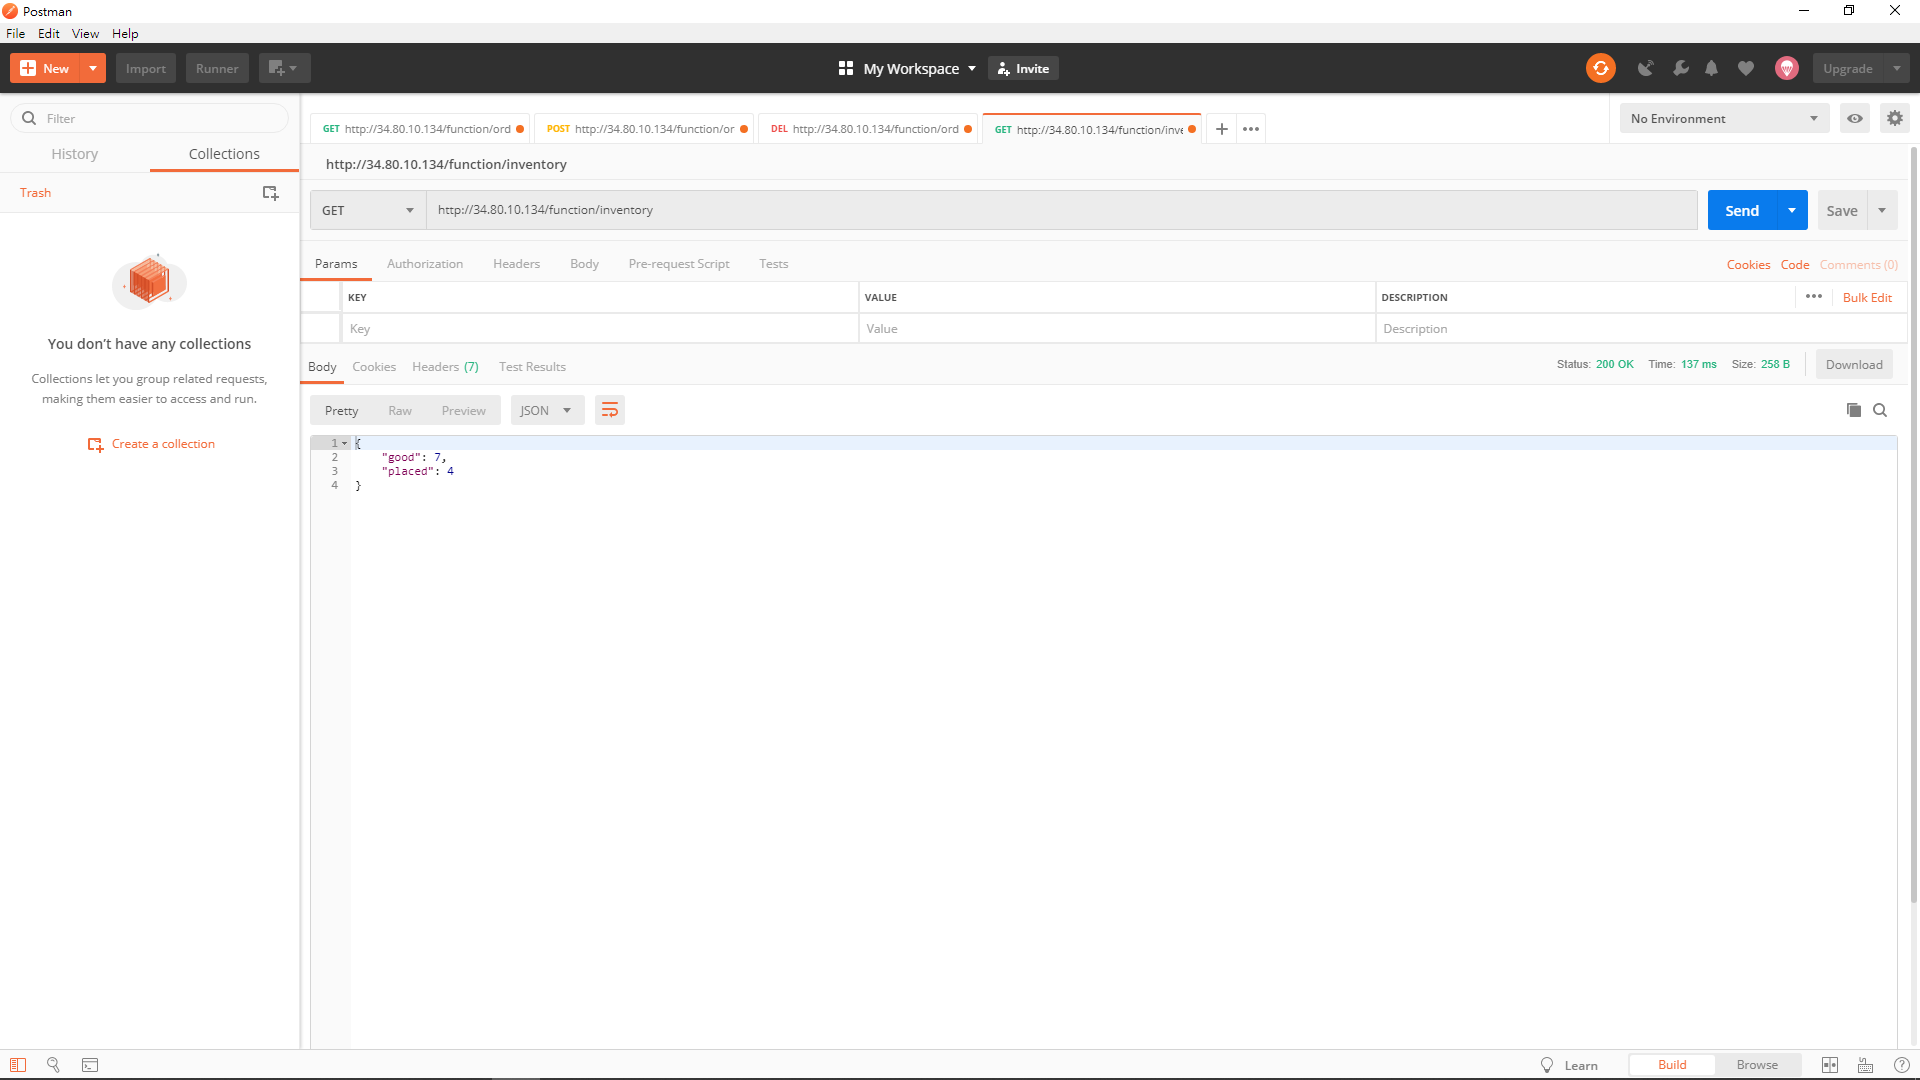 Postman
File Edit View Help
New Import Runner My Workspace Invite Upgrade
Filter
History Collections
Trash
You don't have any collections
Collections let you group related requests,
making them easier to access and run.
Create a collection
GET http://34.80.10.134/function/ord POST http://34.80.10.134/function/or DEL http://34.80.10.134/function/ord GET http://34.80.10.134/function/inve
No Environment
http://34.80.10.134/function/inventory
GET http://34.80.10.134/function/inventory Send Save
Params Authorization Headers Body Pre-request Script Tests Cookies Code Comments (0)
KEY VALUE DESCRIPTION Bulk Edit
Key Value Description
Body Cookies Headers (7) Test Results Status: 200 OK Time: 137 ms Size: 258 B Download
Pretty Raw Preview JSON
1 {
2 "good": 7,
3 "placed": 4
4 }
Learn Build Browse